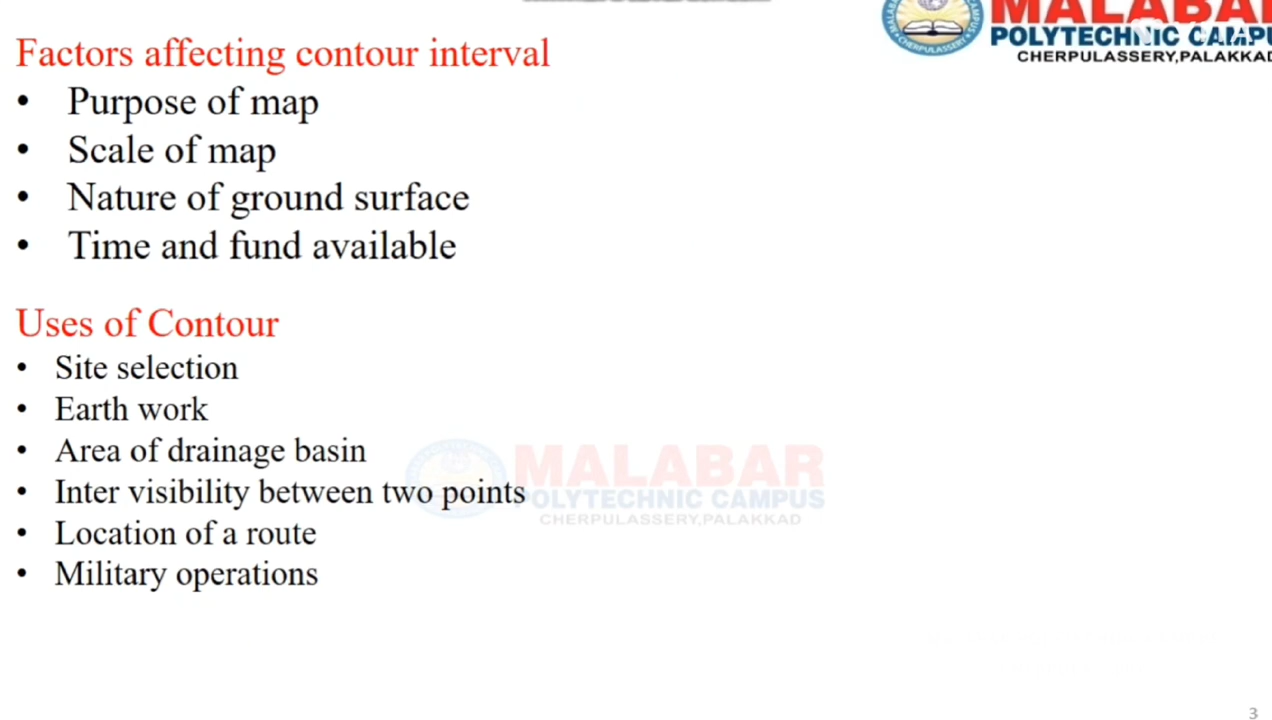 MALABAR
POLYTECHNIC CAMPUS
CHERPULASSERY,PALAKKAD
Factors affecting contour interval
• Purpose of map
• Scale of map
• Nature of ground surface
• Time and fund available
Uses of Contour
• Site selection
• Earth work
• Area of drainage basin
• Inter visibility between two points
• Location of a route
• Military operations
MALABAR
POLYTECHNIC CAMPUS
CHERPULASSERY,PALAKKAD
3